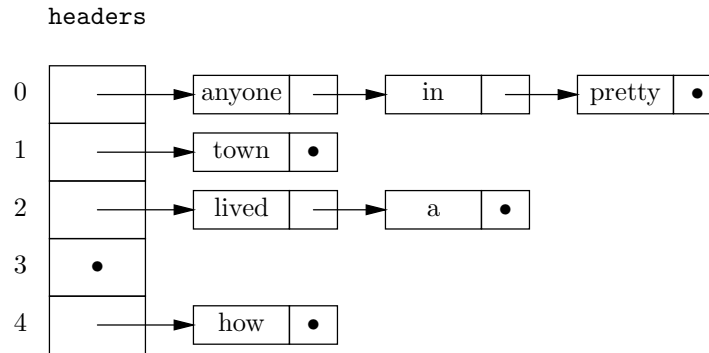 headers
0 anyone in pretty
1 town
2 lived a
3
4 how